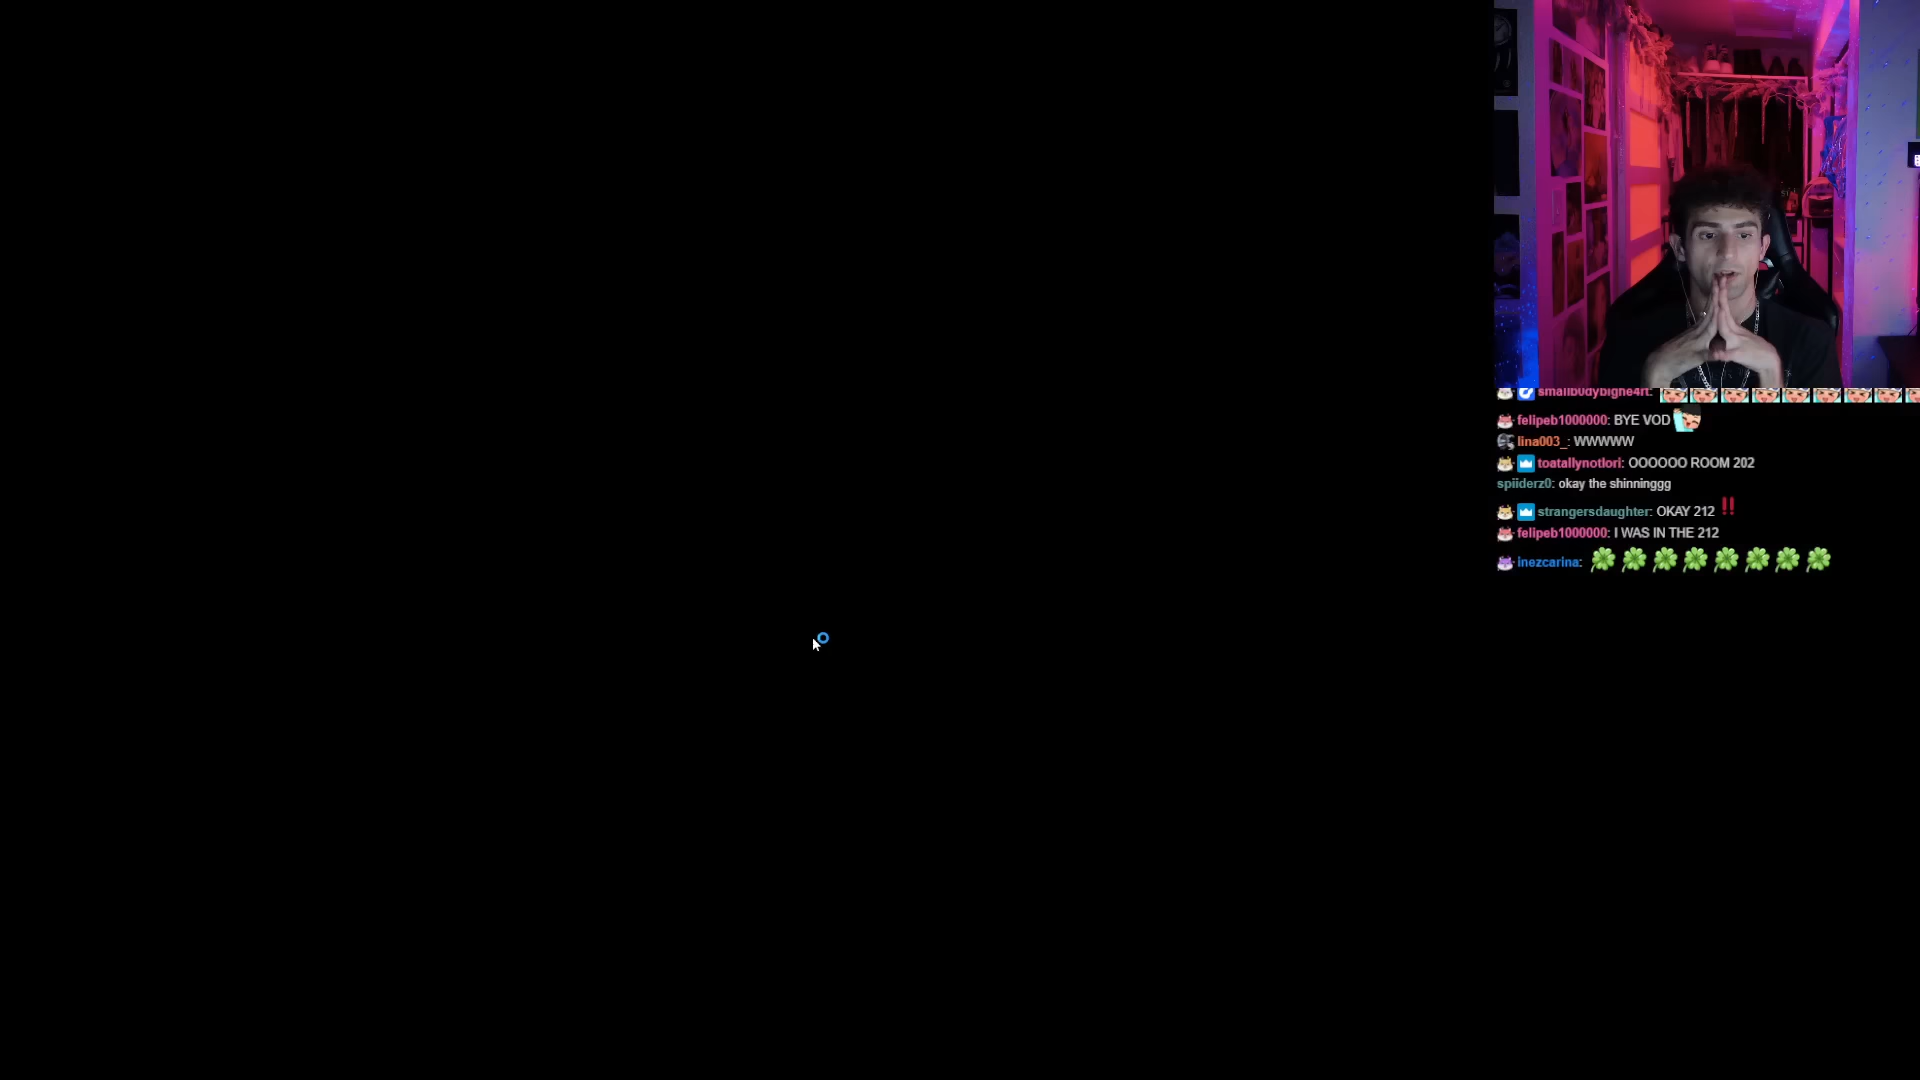 smallb0dybighe4rt:
felipeb1000000: BYE VOD
lina003_: WWWWW
toatallynotlori: OOOOOO ROOM 202
spiiderz0: okay the shinninggg
strangersdaughter: OKAY 212 ‼
felipeb1000000: I WAS IN THE 212
inezcarina: 🍀 🍀 🍀 🍀 🍀 🍀 🍀 🍀